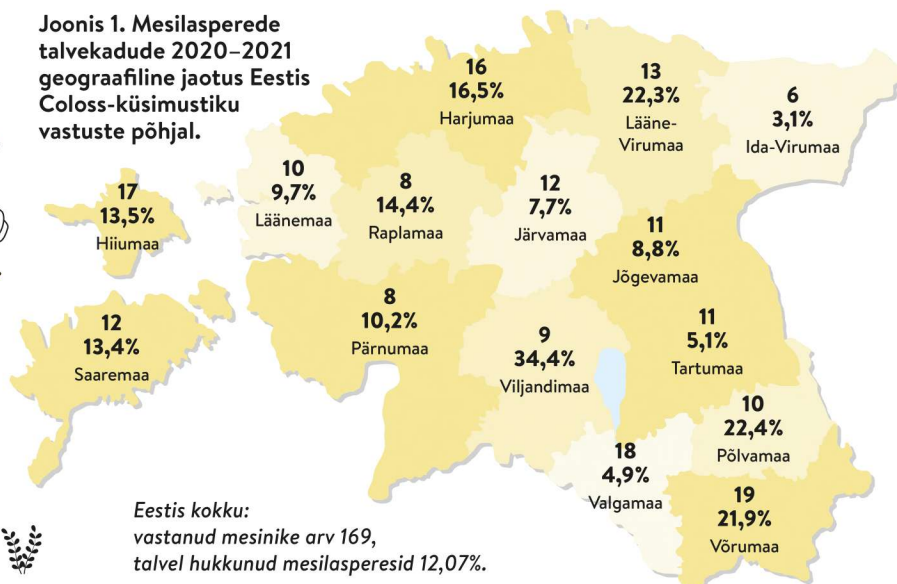 Joonis 1. Mesilasperede
talvekadude 2020–2021
geograafiline jaotus Eestis
Coloss-küsimustiku
vastuste põhjal.
16
16,5%
Harjumaa
13
22,3%
Lääne-
Virumaa
6
3,1%
Ida-Virumaa
10
9,7%
Läänemaa
8
14,4%
Raplamaa
12
7,7%
Järvamaa
17
13,5%
Hiiumaa
11
8,8%
Jõgevamaa
12
13,4%
Saaremaa
8
10,2%
Pärnumaa
9
34,4%
Viljandimaa
11
5,1%
Tartumaa
10
22,4%
Põlvamaa
18
4,9%
Valgamaa
19
21,9%
Võrumaa
Eestis kokku:
vastanud mesinike arv 169,
talvel hukkunud mesilasperesid 12,07%.